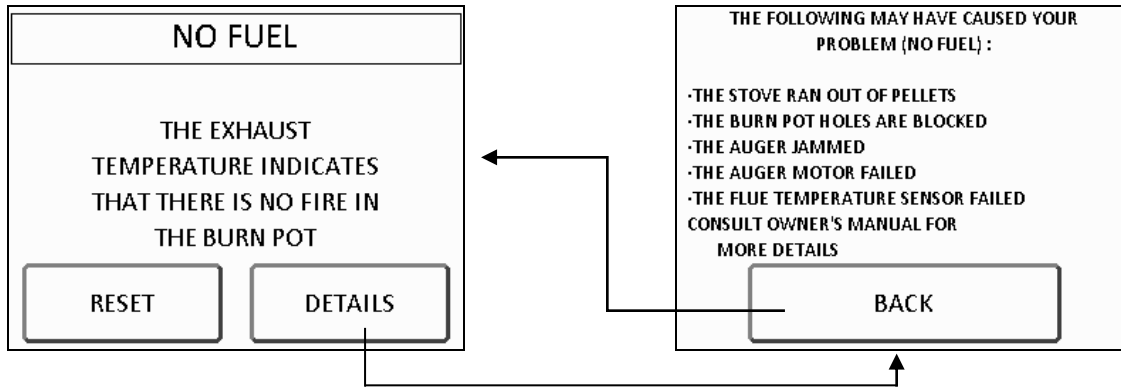 NO FUEL
THE EXHAUST
TEMPERATURE INDICATES
THAT THERE IS NO FIRE IN
THE BURN POT
RESET
DETAILS
THE FOLLOWING MAY HAVE CAUSED YOUR
PROBLEM (NO FUEL) :
·THE STOVE RAN OUT OF PELLETS
·THE BURN POT HOLES ARE BLOCKED
·THE AUGER JAMMED
·THE AUGER MOTOR FAILED
·THE FLUE TEMPERATURE SENSOR FAILED
CONSULT OWNER'S MANUAL FOR
MORE DETAILS
BACK